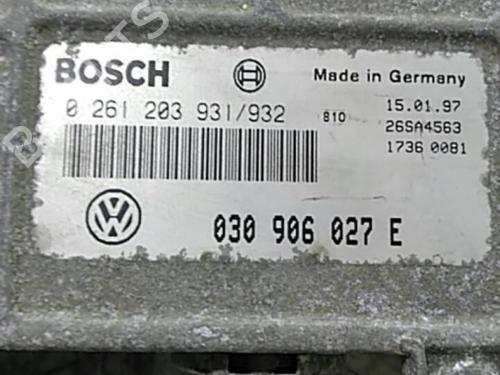 BOSCH
Made in Germany
0 261 203 931/932
810
15.01.97
26SA4563
1736 0081
030 906 027 E